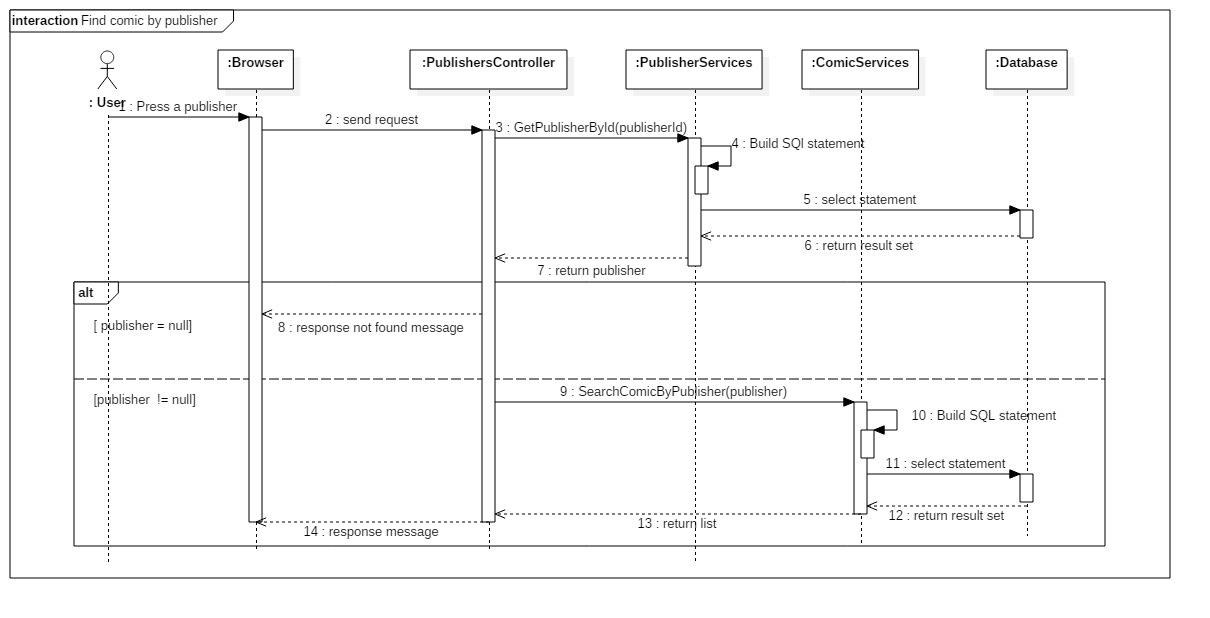 interaction Find comic by publisher
:Browser
:PublishersController
:PublisherServices
:ComicServices
:Database
: User
1 : Press a publisher
2 : send request
3 : GetPublisherById(publisherId)
4 : Build SQl statement
5 : select statement
6 : return result set
7 : return publisher
alt
[ publisher = null]
8 : response not found message
[publisher  != null]
9 : SearchComicByPublisher(publisher)
10 : Build SQL statement
11 : select statement
12 : return result set
13 : return list
14 : response message